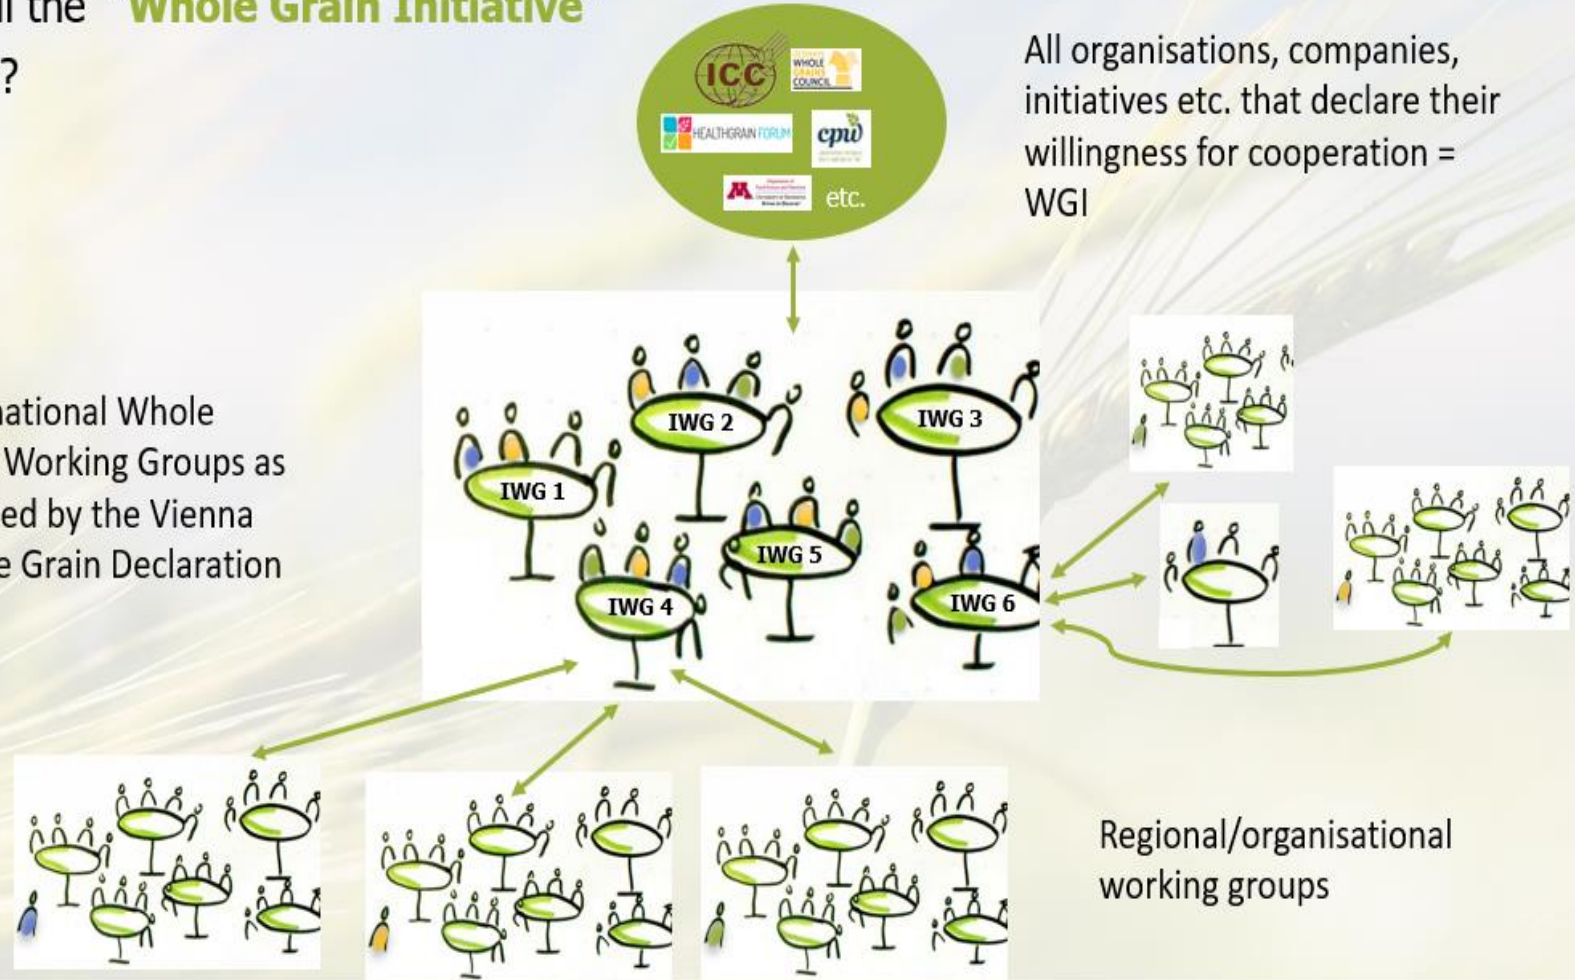 ll the "Whole Grain Initiative"
?
ICC
WHOLE
GRAINS
COUNCIL
HEALTHGRAIN FORUM
cpw
M
etc.
All organisations, companies,
initiatives etc. that declare their
willingness for cooperation =
WGI
national Whole
Working Groups as
ed by the Vienna
e Grain Declaration
IWG 1
IWG 2
IWG 3
IWG 4
IWG 5
IWG 6
Regional/organisational
working groups